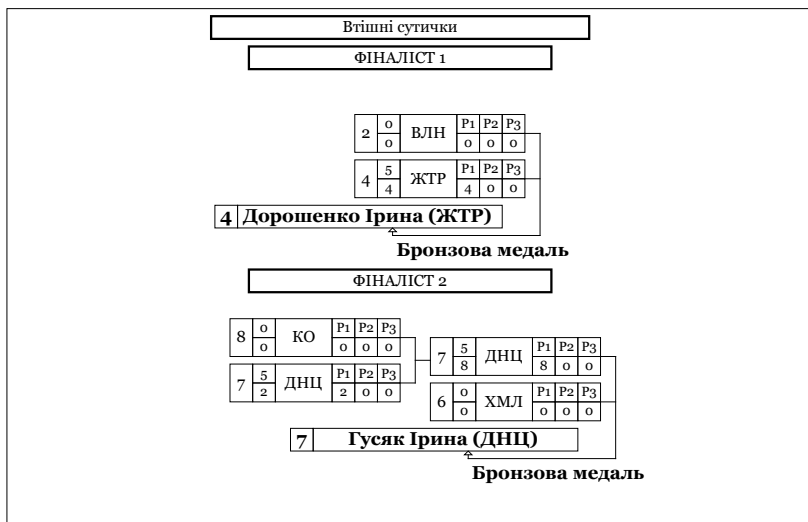 Втішні сутички
ФІНАЛІСТ 1
2 0 0 ВЛН P1 P2 P3 0 0 0
4 5 4 ЖТР P1 P2 P3 4 0 0
4 Дорошенко Ірина (ЖТР)
Бронзова медаль
ФІНАЛІСТ 2
8 0 0 КО P1 P2 P3 0 0 0
7 5 8 ДНЦ P1 P2 P3 8 0 0
7 5 2 ДНЦ P1 P2 P3 2 0 0
6 0 0 ХМЛ P1 P2 P3 0 0 0
7 Гусяк Ірина (ДНЦ)
Бронзова медаль